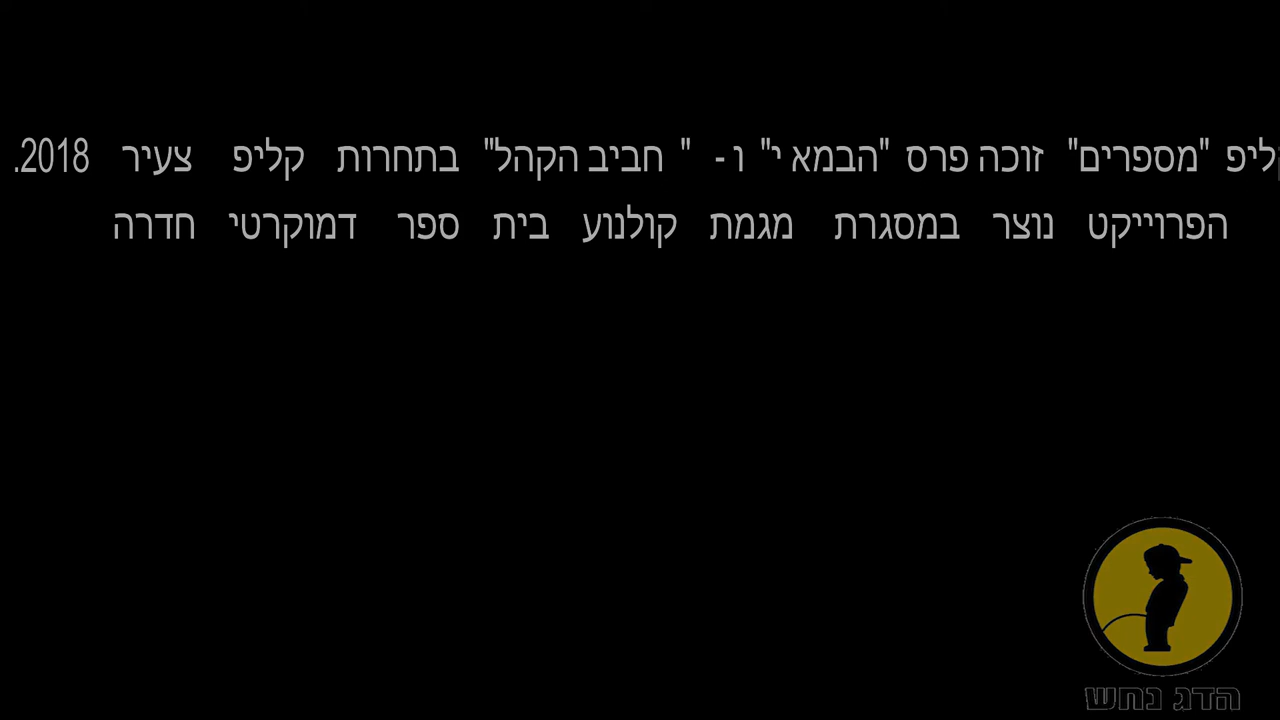 קליפ "מספרים" זוכה פרס "הבמאי" ו - " חביב הקהל" בתחרות קליפ צעיר 2018.
הפרוייקט נוצר במסגרת מגמת קולנוע בית ספר דמוקרטי חדרה
הדג נחש